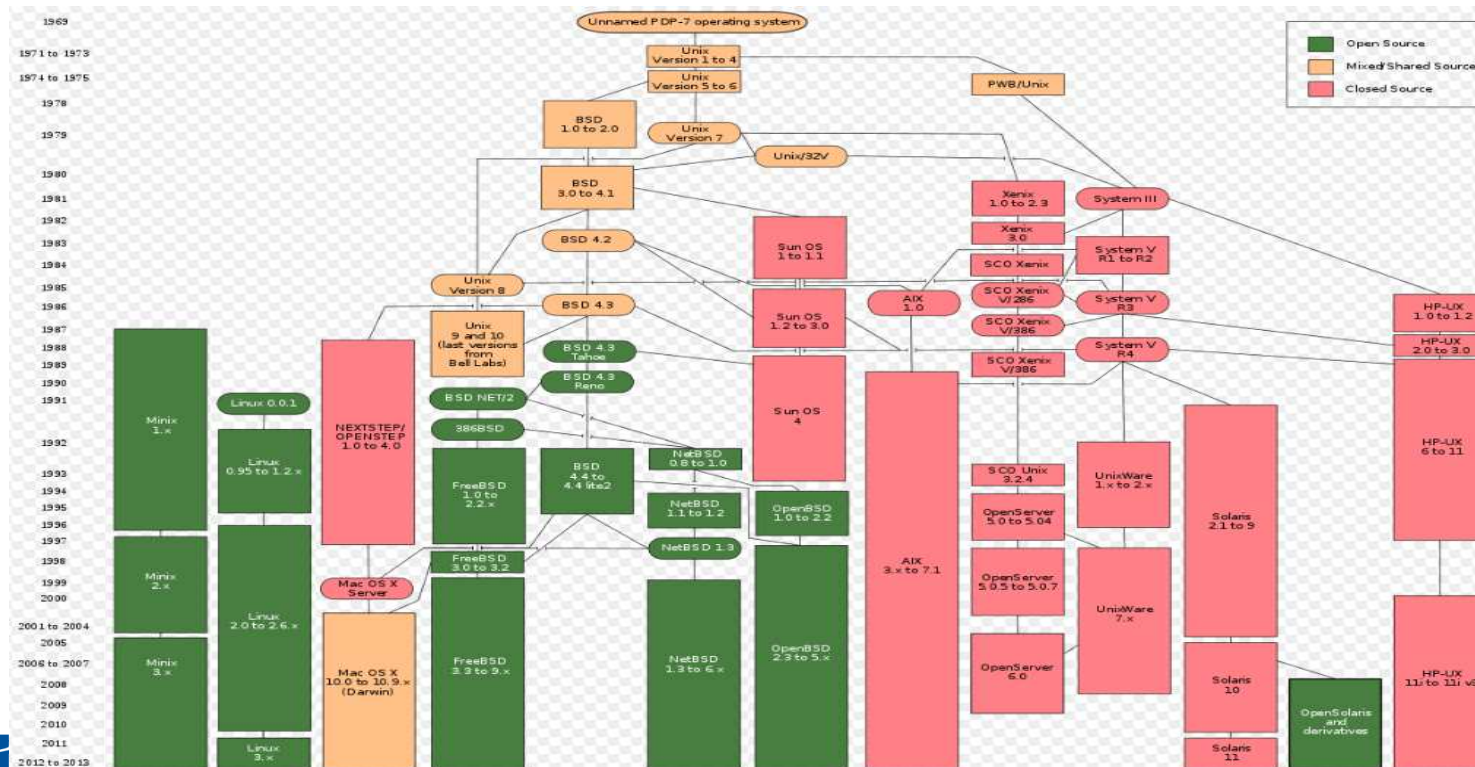 1969
1971 to 1973
1974 to 1975
1978
1979
1980
1981
1982
1983
1984
1985
1986
1987
1988
1989
1990
1991
1992
1993
1994
1995
1996
1997
1998
1999
2000
2001 to 2004
2005
2006 to 2007
2008
2009
2010
2011
2012 to 2013
Unnamed PDP-7 operating system
Open Source
Mixed/Shared Source
Closed Source
Unix
Version 1 to 4
Unix
Version 5 to 6
PWB/Unix
BSD
1.0 to 2.0
Unix
Version 7
Unix/32V
BSD
3.0 to 4.1
Xenix
1.0 to 2.3
System III
Xenix
3.0
BSD 4.2
Sun OS
1 to 1.1
System V
R1 to R2
SCO Xenix
Unix
Version 8
SCO Xenix
V/286
BSD 4.3
AIX
1.0
System V
R3
HP-UX
1.0 to 1.2
Unix
9 and 10
(last versions
from
Bell Labs)
Sun OS
1.2 to 3.0
SCO Xenix
V/386
HP-UX
2.0 to 3.0
BSD 4.3
Tahoe
System V
R4
SCO Xenix
V/386
BSD 4.3
Reno
BSD NET/2
Linux 0.0.1
Minix
1.x
NEXTSTEP/
OPENSTEP
1.0 to 4.0
386BSD
Sun OS
4
HP-UX
6 to 11
Linux
0.95 to 1.2.x
NetBSD
0.8 to 1.0
BSD
4.4 to
4.4 lite2
FreeBSD
1.0 to
2.2.x
SCO Unix
3.2.4
UnixWare
1.x to 2.x
NetBSD
1.1 to 1.2
OpenBSD
1.0 to 2.2
OpenServer
5.0 to 5.04
Solaris
2.1 to 9
NetBSD 1.3
FreeBSD
3.0 to 3.2
AIX
3.x to 7.1
Minix
2.x
Mac OS X
Server
OpenServer
5.0.5 to 5.0.7
UnixWare
7.x
Linux
2.0 to 2.6.x
Minix
3.x
Mac OS X
10.0 to 10.9.x
(Darwin)
FreeBSD
3.3 to 9.x
NetBSD
1.3 to 6.x
OpenBSD
2.3 to 5.x
OpenServer
6.0
Solaris
10
HP-UX
11i to 11i v3
OpenSolaris
and
derivatives
Linux
3.x
Solaris
11